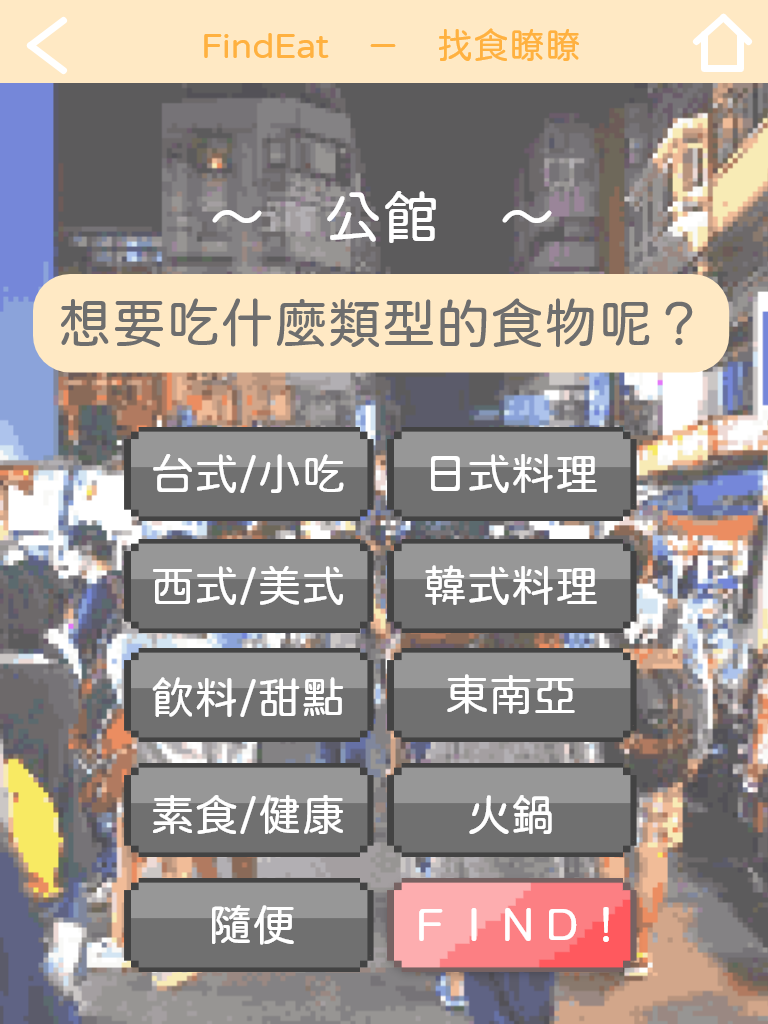 FindEat － 找食瞭瞭
～ 公館 ～
想要吃什麼類型的食物呢？
台式/小吃
日式料理
西式/美式
韓式料理
飲料/甜點
東南亞
素食/健康
火鍋
隨便
ＦＩＮＤ！